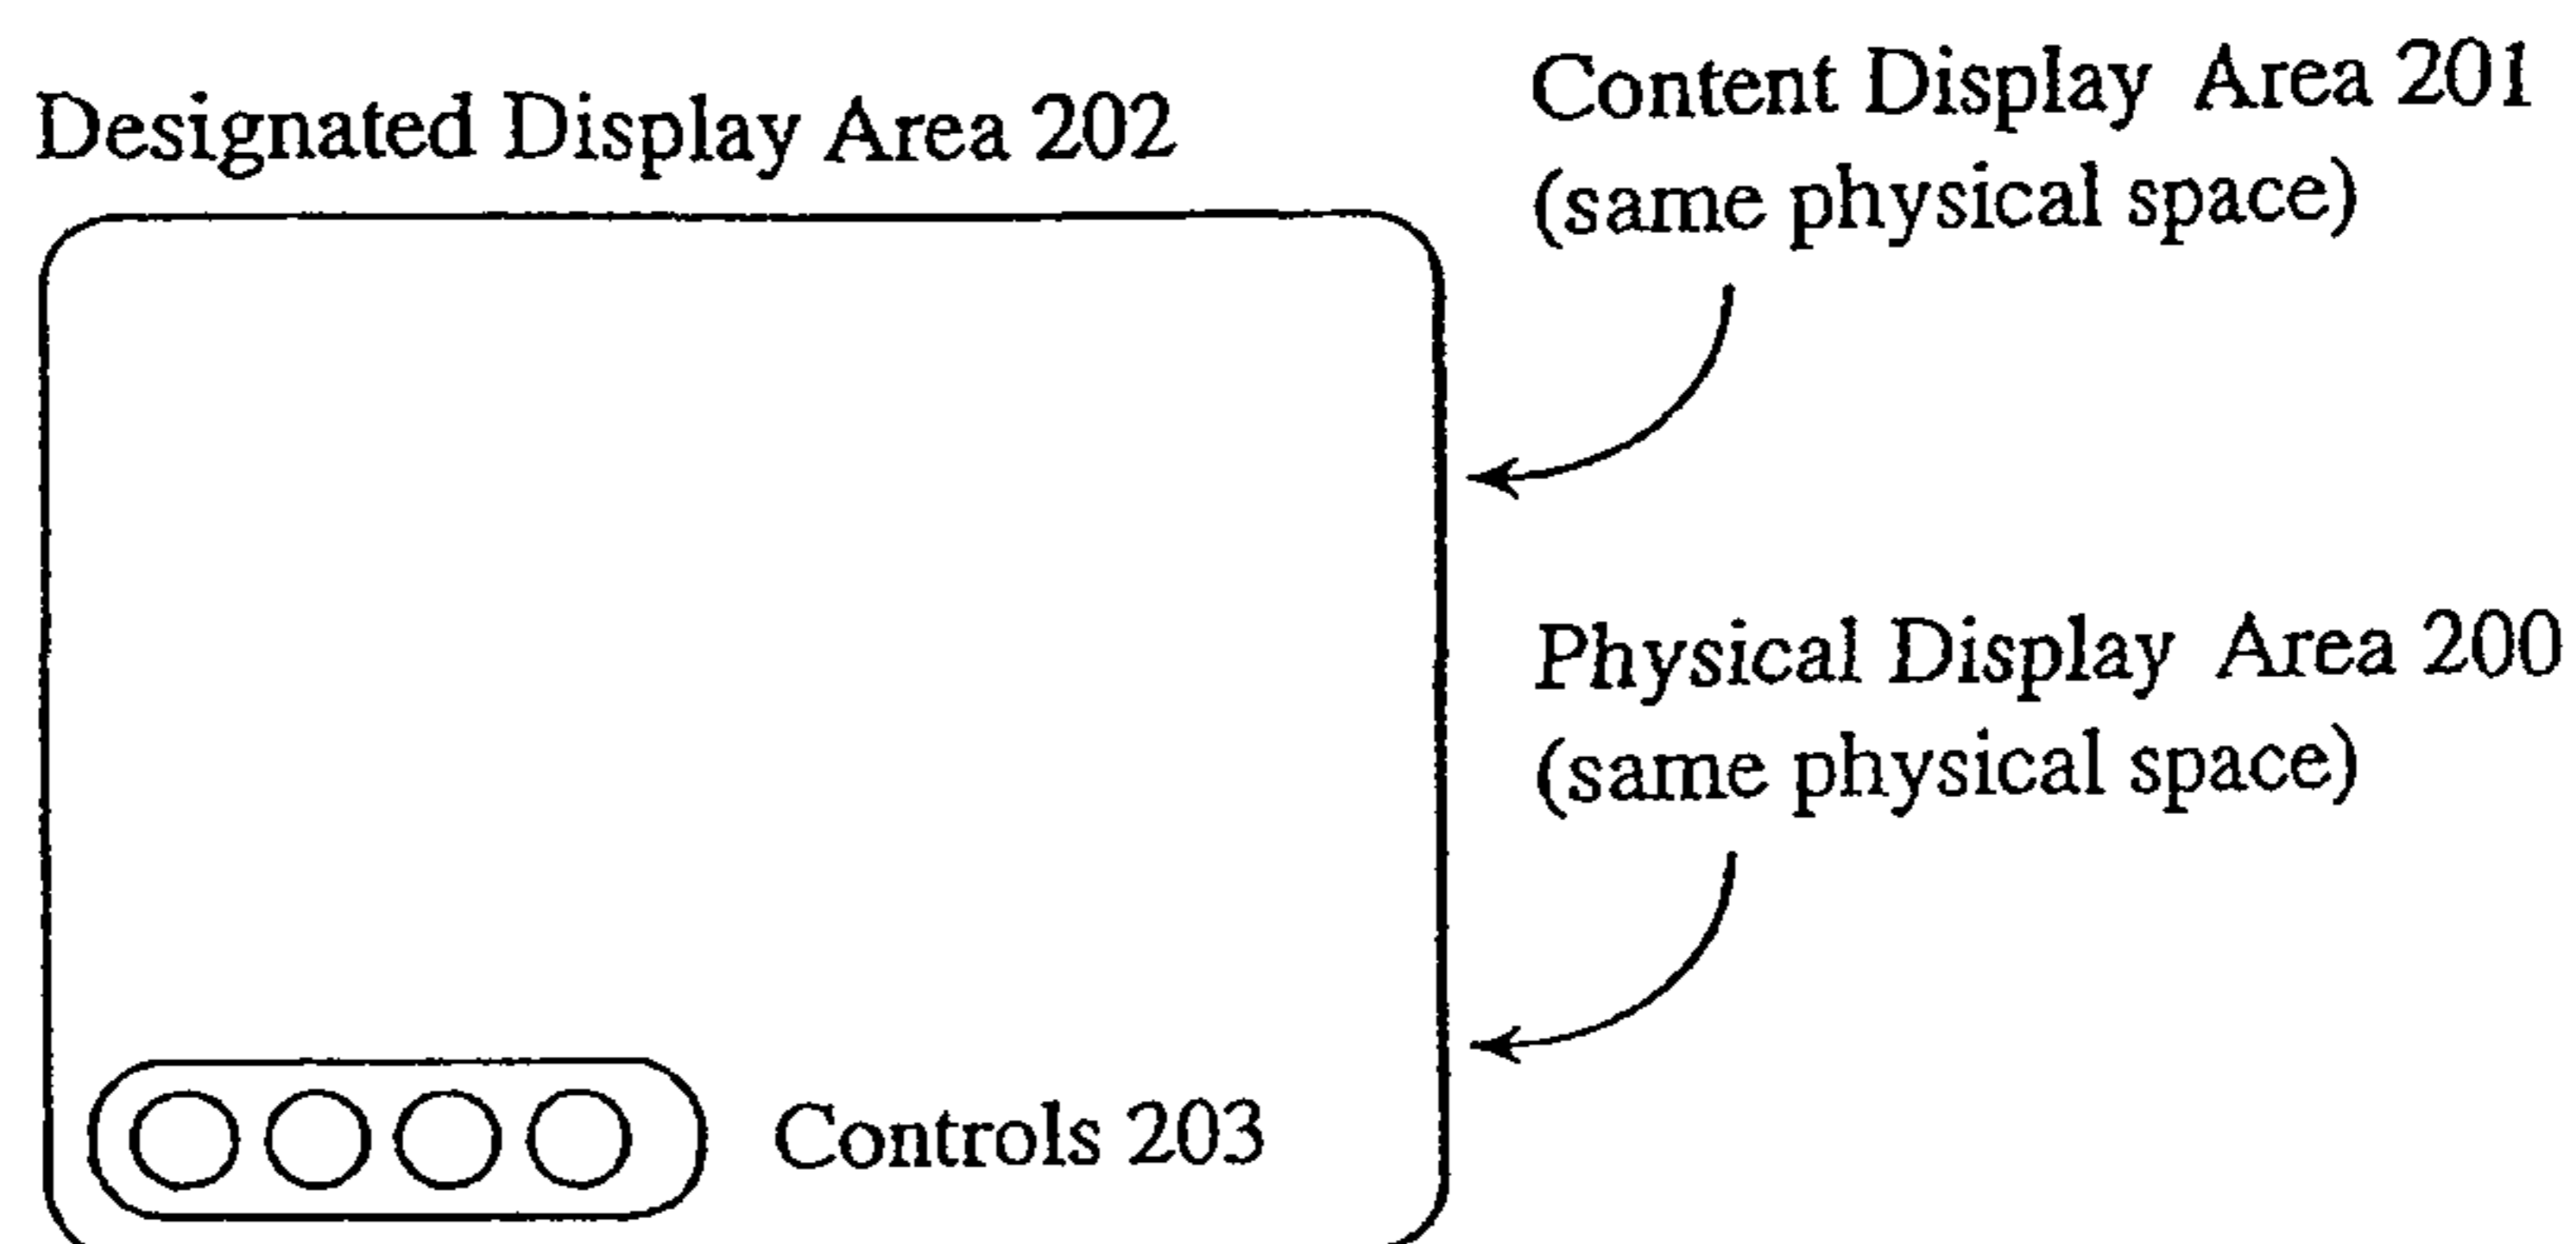 Designated Display Area 202
Content Display Area 201
(same physical space)
Physical Display Area 200
(same physical space)
Controls 203